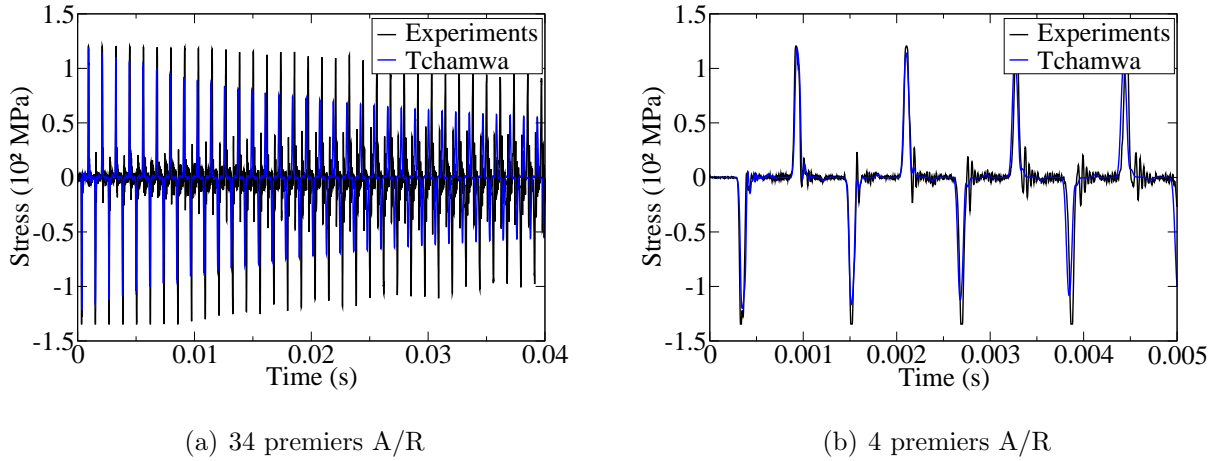 1.5
1
0.5
0
-0.5
-1
-1.5
Stress (10² MPa)
Experiments
Tchamwa
0 0.01 0.02 0.03 0.04
Time (s)
(a) 34 premiers A/R
1.5
1
0.5
0
-0.5
-1
-1.5
Stress (10² MPa)
Experiments
Tchamwa
0 0.001 0.002 0.003 0.004 0.005
Time (s)
(b) 4 premiers A/R